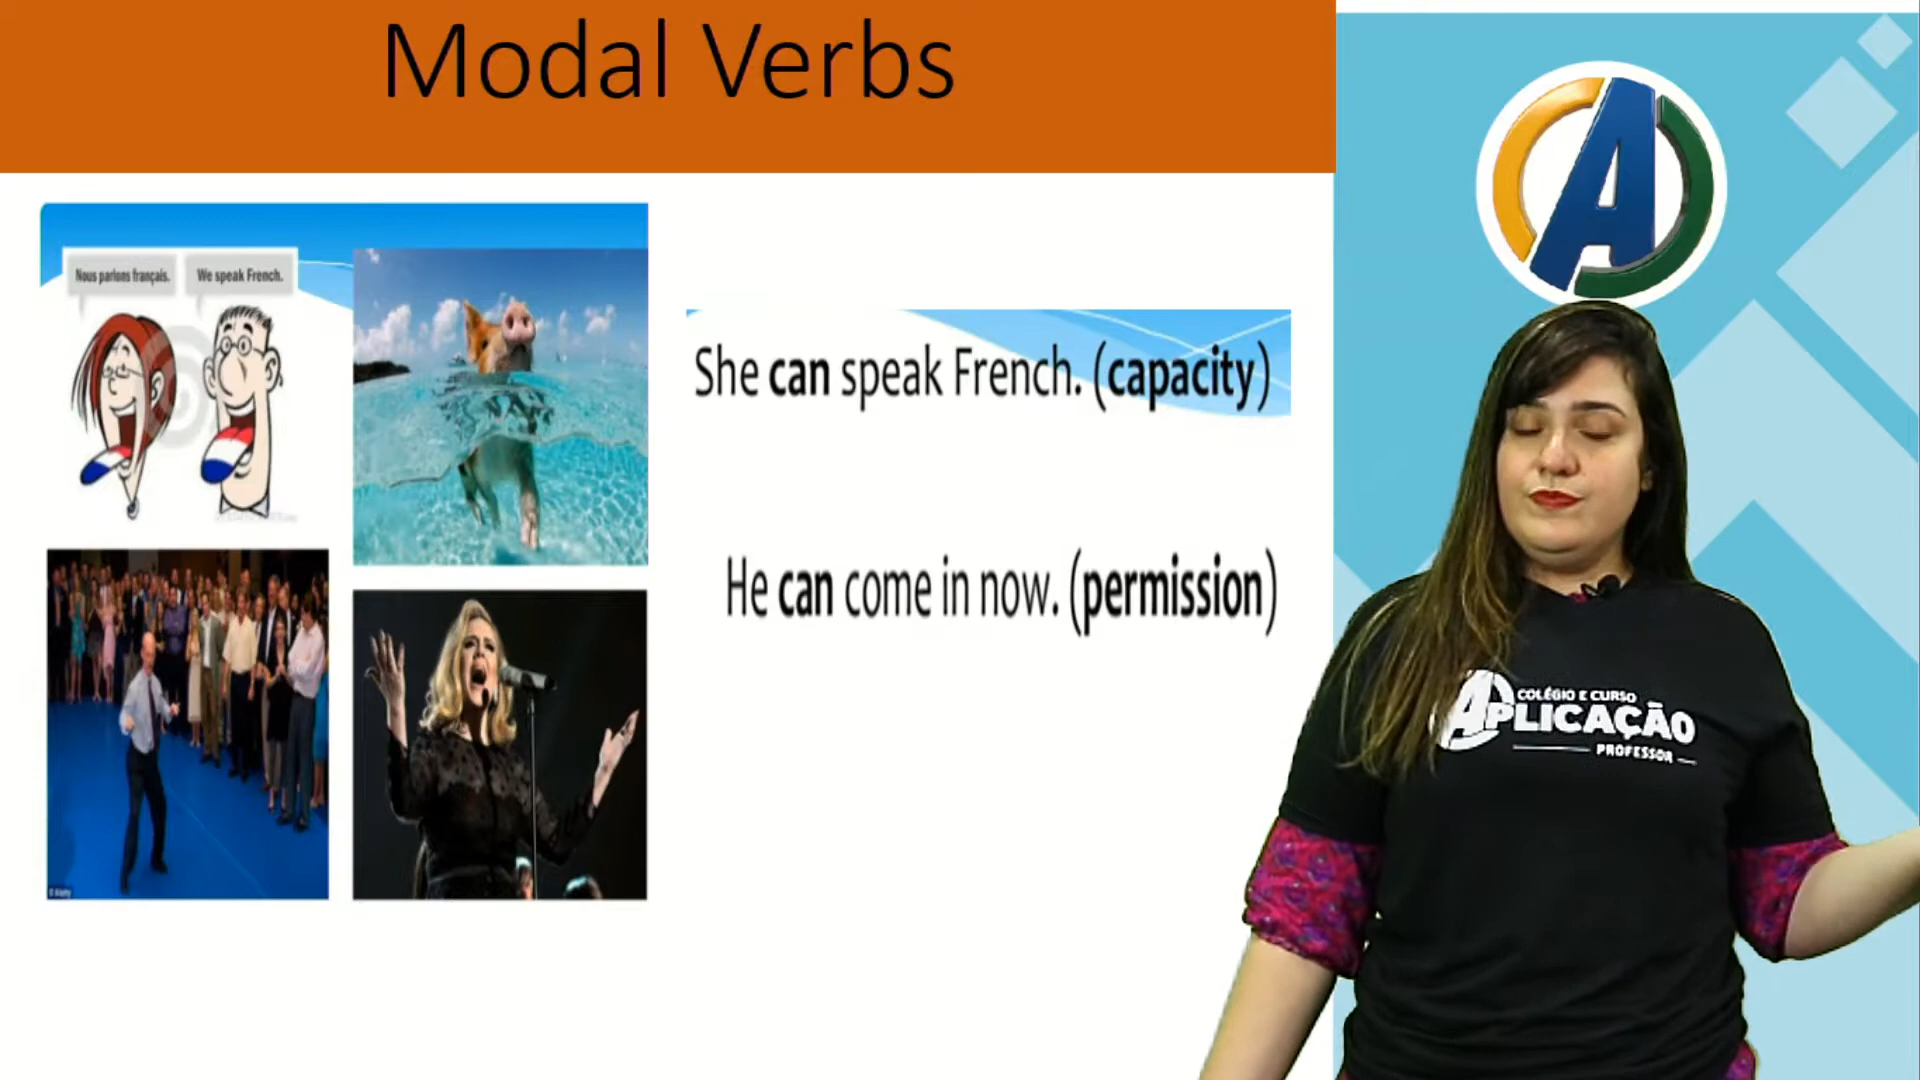 Modal Verbs
Nous parlons français.
We speak French.
She can speak French. (capacity)
He can come in now. (permission)
A
COLÉGIO E CURSO
APLICAÇÃO
PROFESSOR